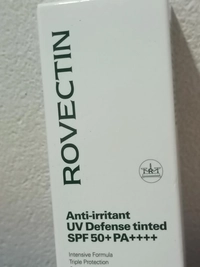 ROVECTIN
Anti-irritant
UV Defense tinted
SPF 50+ PA++++
Intensive Formula
Triple Protection